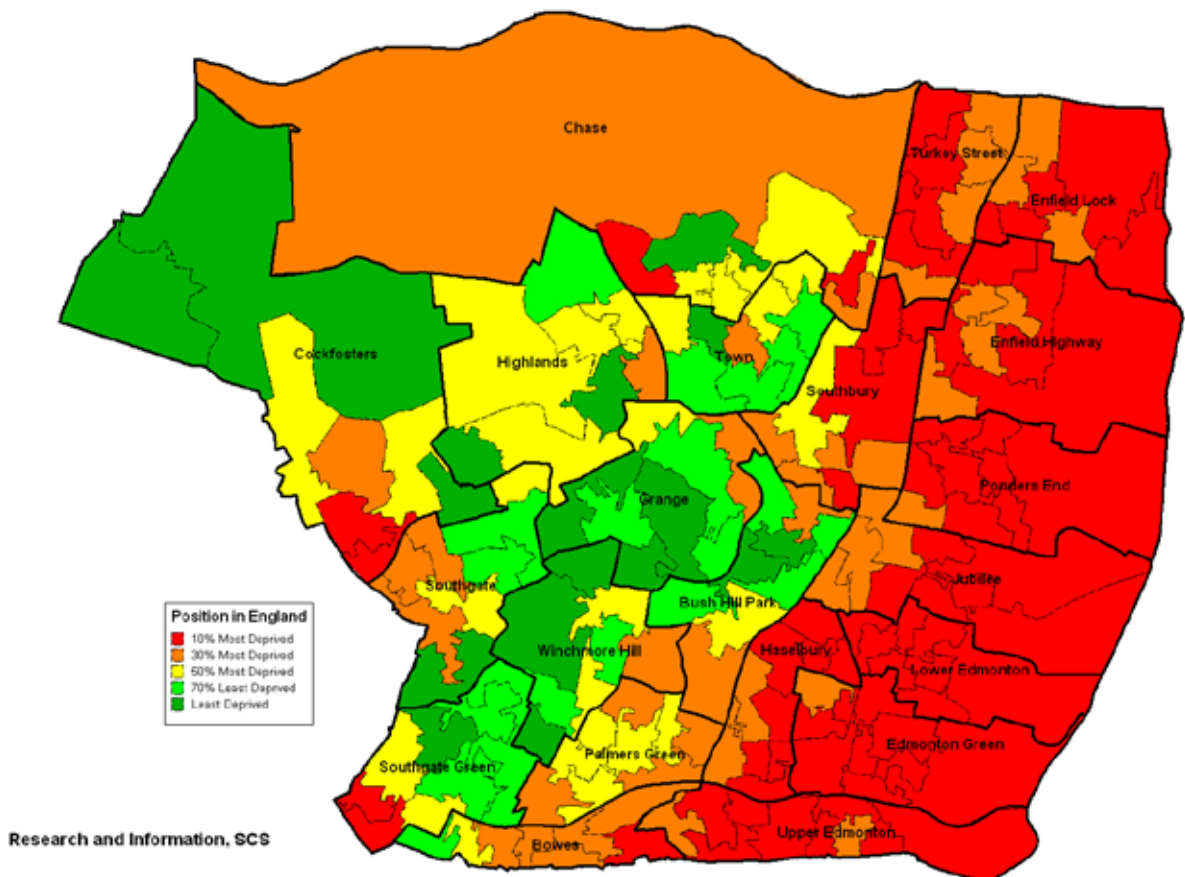 Chase
Turkey Street
Enfield Lock
Enfield Highway
Cockfosters
Highlands
Town
Southbury
Ponders End
Grange
Jubilee
Southgate
Bush Hill Park
Position in England
10% Most Deprived
30% Most Deprived
50% Most Deprived
70% Least Deprived
Least Deprived
Winchmore Hill
Haselbury
Lower Edmonton
Edmonton Green
Palmers Green
Southgate Green
Upper Edmonton
Bowes
Research and Information, SCS